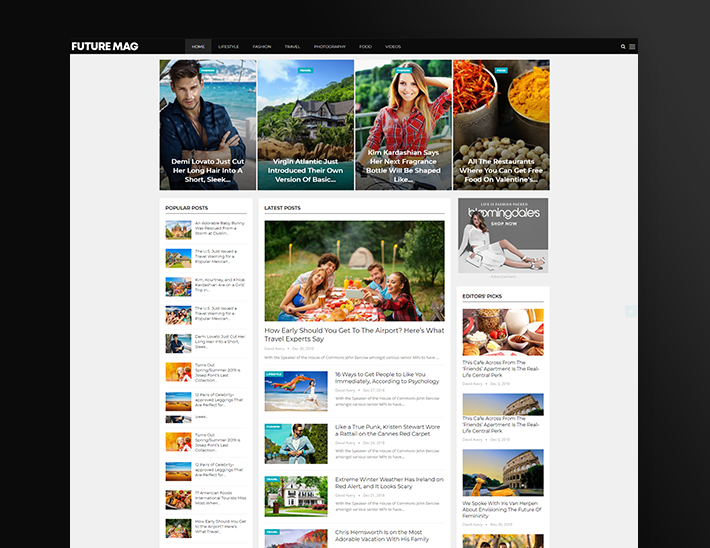 FUTURE MAG
HOME LIFESTYLE FASHION TRAVEL PHOTOGRAPHY FOOD VIDEOS
FASHION
Demi Lovato Just Cut
Her Long Hair Into A
Short, Sleek...
TRAVEL
Virgin Atlantic Just
Introduced Their Own
Version Of Basic...
FASHION
Kim Kardashian Says
Her Next Fragrance
Bottle Will Be Shaped
Like...
FOOD
All The Restaurants
Where You Can Get Free
Food On Valentine's...
POPULAR POSTS
An Adorable Baby Bunny
Was Rescued From a
Storm at Dublin...
The U.S. Just Issued a
Travel Warning for a
Popular Mexican...
Kim, Kourtney, and Khloé
Kardashian Are on a Girls'
Trip in...
The U.S. Just Issued a
Travel Warning for a
Popular Mexican...
Demi Lovato Just Cut Her
Long Hair Into A Short,
Sleek...
Turns Out
Spring/Summer 2019 is
Josep Font's Last
Collection...
12 Pairs of Celebrity-
approved Leggings That
Are Perfect for...
Sleek...
Turns Out
Spring/Summer 2019 is
Josep Font's Last
Collection...
12 Pairs of Celebrity-
approved Leggings That
Are Perfect for...
17 American Foods
International Tourists Miss
Most When...
How Early Should You Get
to the Airport? Here's
What...
LATEST POSTS
How Early Should You Get To The Airport? Here's What
Travel Experts Say
David Avery • Dec 30, 2018
With the Speaker of the House of Commons John Bercow amongst various senior MPs to have ...
LIFESTYLE
16 Ways to Get People to Like You
Immediately, According to Psychology
David Avery • Dec 27, 2018
With the Speaker of the House of Commons John Bercow
amongst various senior MPs to have...
FASHION
Like a True Punk, Kristen Stewart Wore
a Rattail on the Cannes Red Carpet
David Avery • Dec 24, 2018
With the Speaker of the House of Commons John Bercow
amongst various senior MPs to have...
TRAVEL
Extreme Winter Weather Has Ireland on
Red Alert, and It Looks Scary
David Avery • Dec 21, 2018
With the Speaker of the House of Commons John Bercow
amongst various senior MPs to have...
TRAVEL
Chris Hemsworth Is on the Most
Adorable Vacation With His Family
LIFE IS FASHION PUCKED
bloomingdales
SHOP NOW
- Advertisement -
EDITORS' PICKS
This Cafe Across From The
'Friends' Apartment Is The Real-
Life Central Perk
David Avery • Dec 3, 2018
This Cafe Across From The
'Friends' Apartment Is The Real-
Life Central Perk
David Avery • Dec 3, 2018
We Spoke With Iris Van Herpen
About Envisioning The Future Of
Femininity
David Avery • Nov 30, 2018